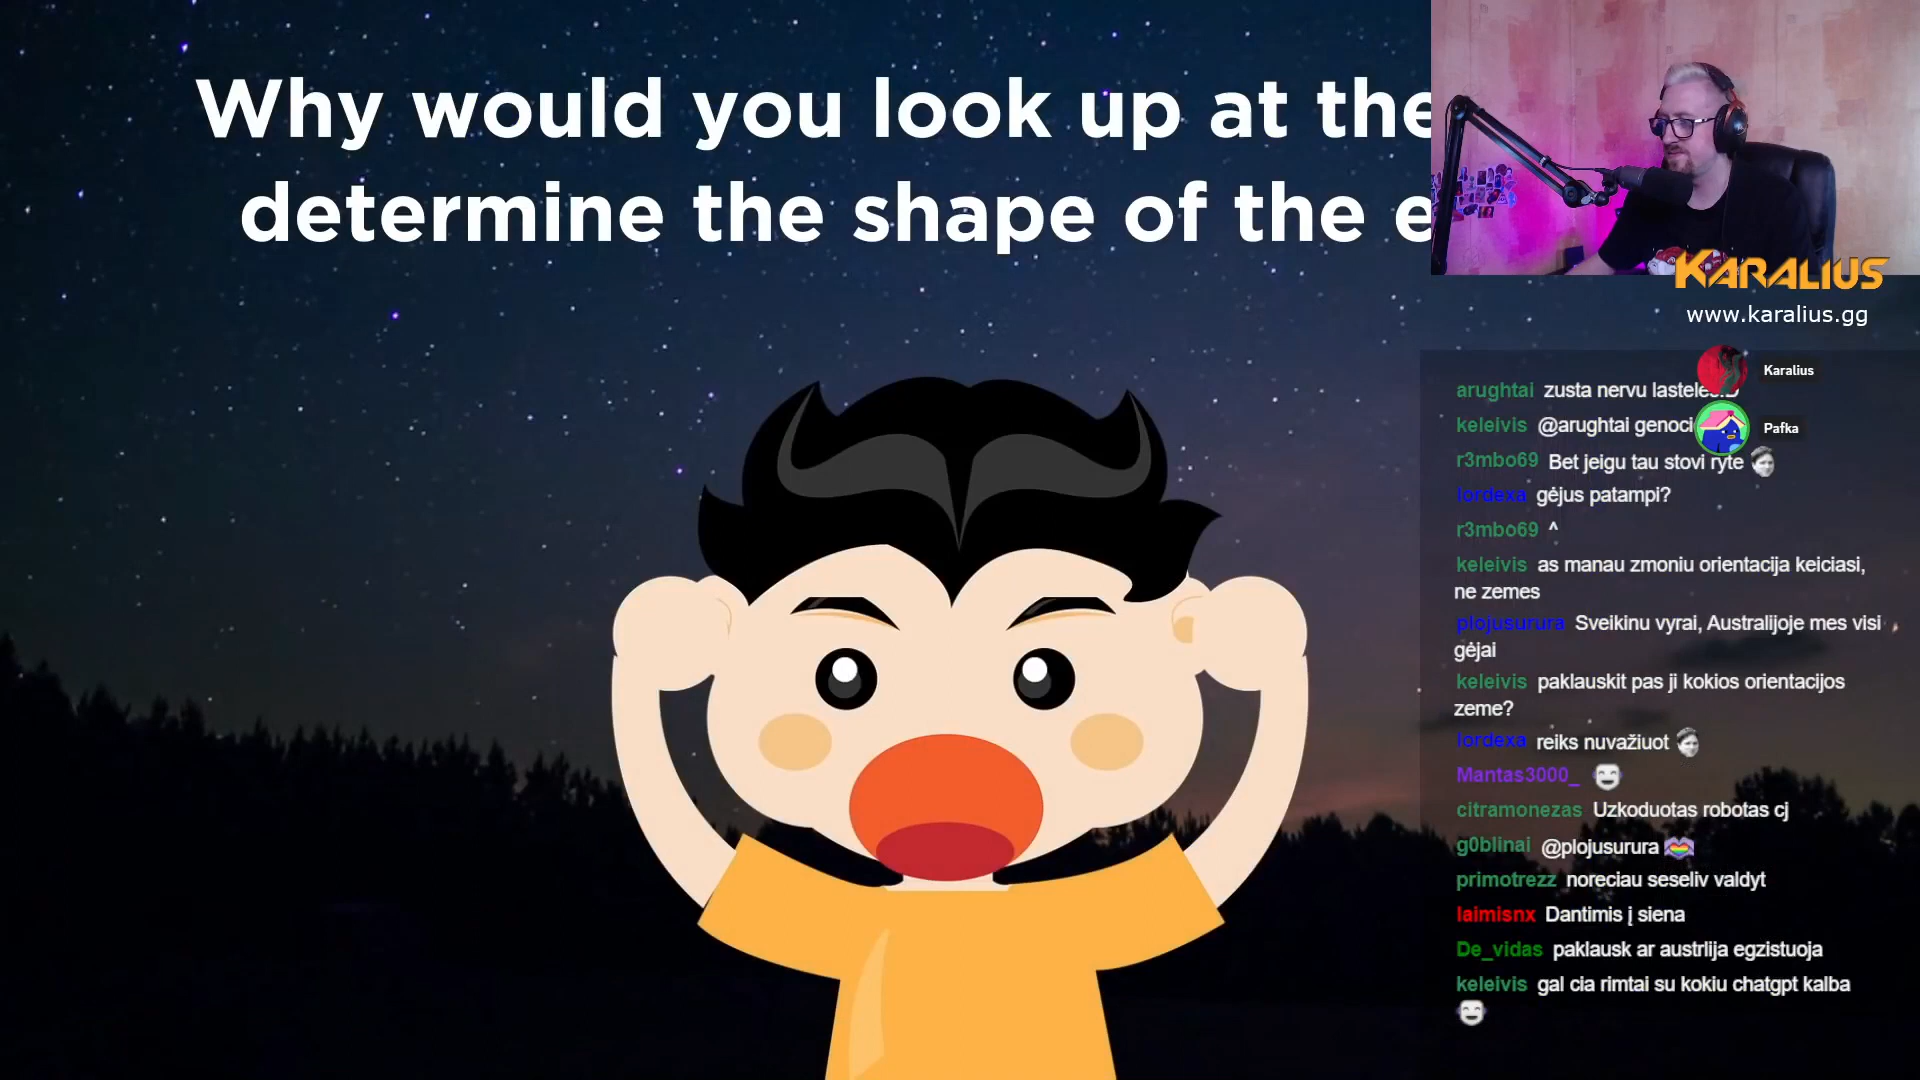 Why would you look up at the
determine the shape of the e
KARALIUS
www.karalius.gg
Karalius
Pafka
arughtai zusta nervu lasteles:D
keleivis @arughtai genoci
r3mbo69 Bet jeigu tau stovi ryte
lordexa gėjus patampi?
r3mbo69 ^
keleivis as manau zmoniu orientacija keiciasi,
ne zemes
plojusurura Sveikinu vyrai, Australijoje mes visi
gėjai
keleivis paklauskit pas ji kokios orientacijos
zeme?
lordexa reiks nuvažiuot
Mantas3000_
citramonezas Uzkoduotas robotas cj
g0blinai @plojusurura
primotrezz noreciau seseliv valdyt
laimisnx Dantimis į siena
De_vidas paklausk ar austrlija egzistuoja
keleivis gal cia rimtai su kokiu chatgpt kalba